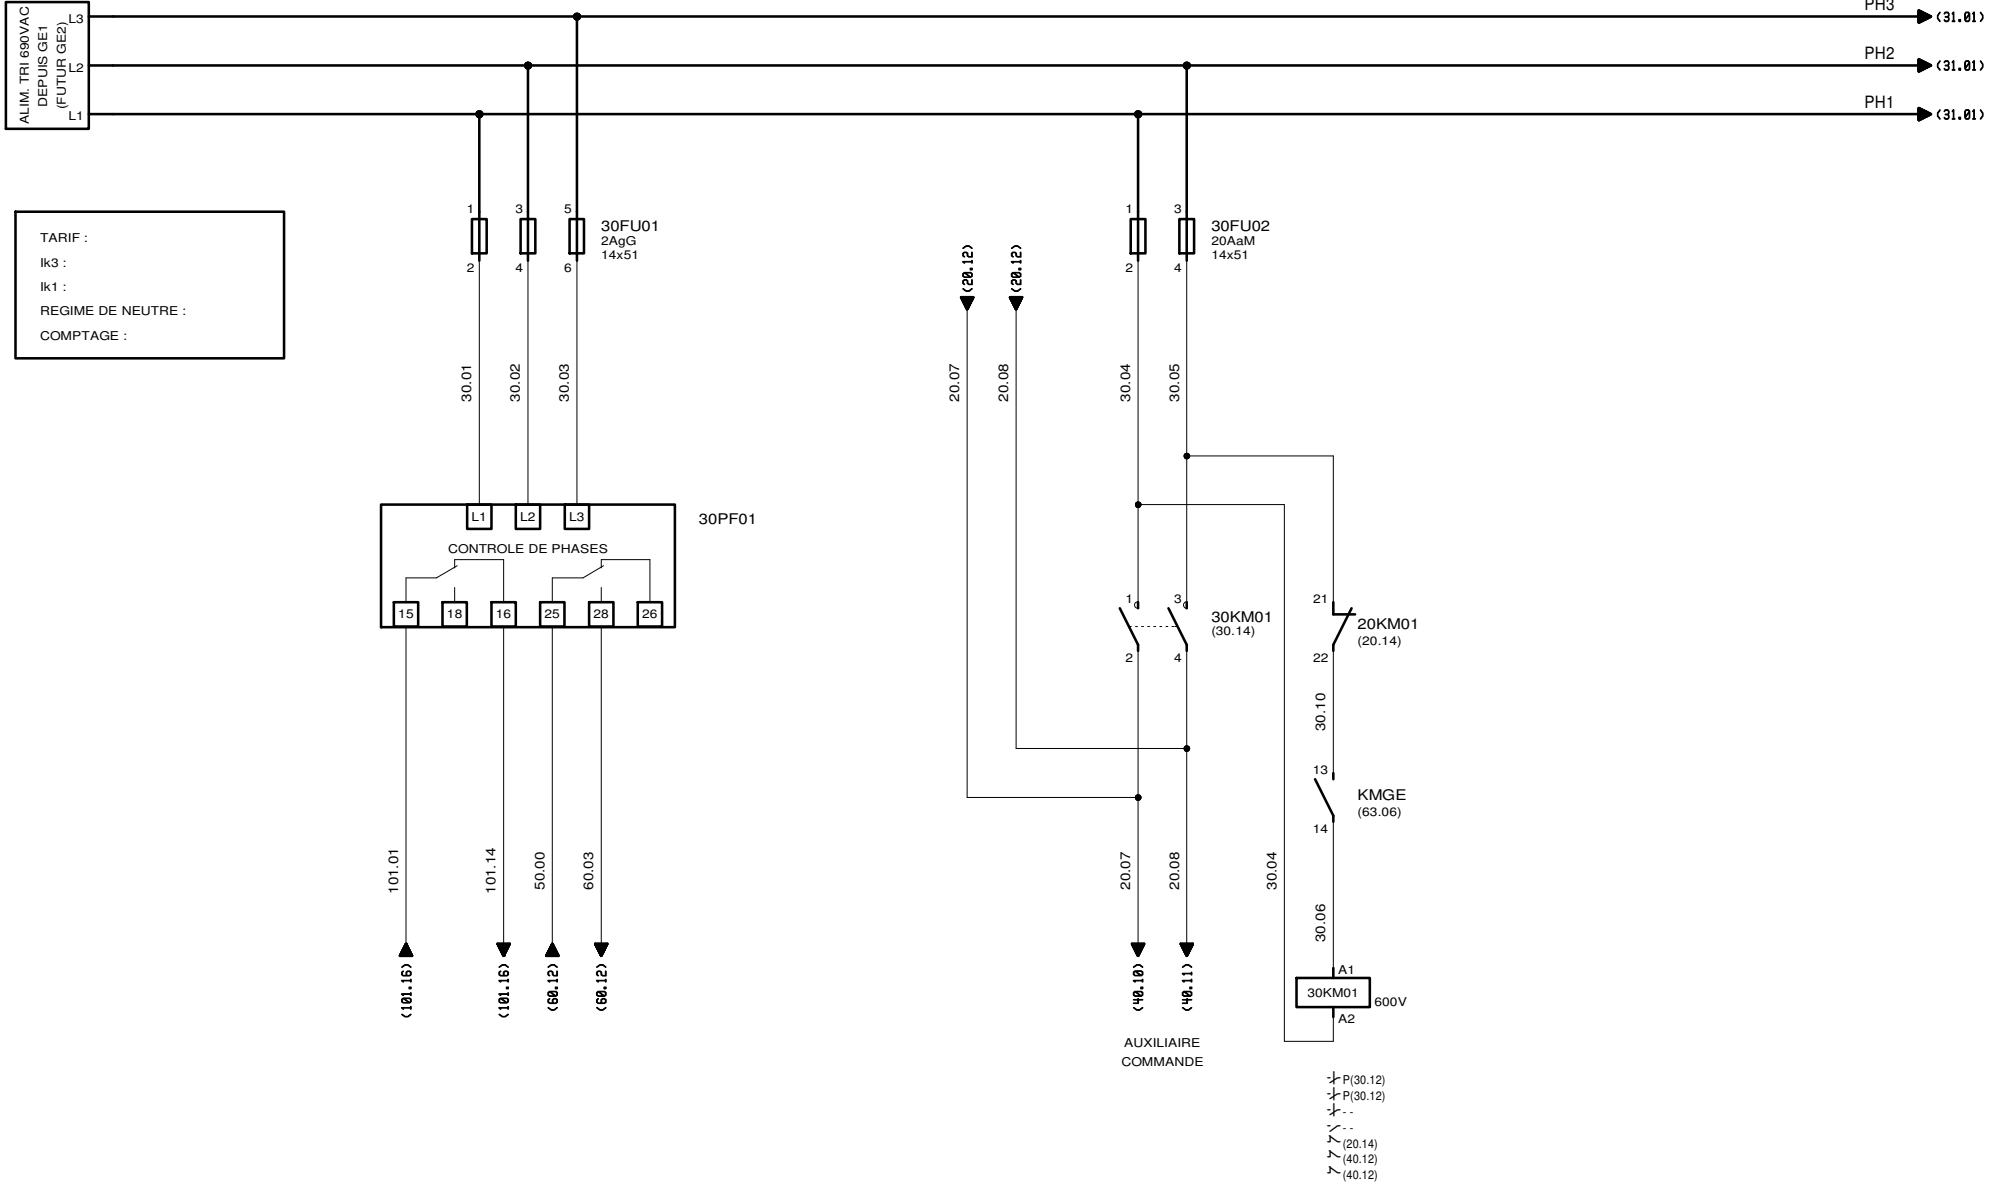 ALIM. TRI 690VAC
DEPUIS GE1
(FUTUR GE2)
L3
L2
L1
PH3
(31.01)
PH2
(31.01)
PH1
(31.01)
TARIF :
Ik3 :
Ik1 :
REGIME DE NEUTRE :
COMPTAGE :
1
3
5
2
4
6
30FU01
2AgG
14x51
(20.12)
(20.12)
1
3
2
4
30FU02
20AaM
14x51
30.01
30.02
30.03
20.07
20.08
30.04
30.05
L1
L2
L3
30PF01
CONTROLE DE PHASES
15
18
16
25
28
26
1
3
2
4
30KM01
(30.14)
21
22
20KM01
(20.14)
30.10
13
14
KMGE
(63.06)
101.01
101.14
50.00
60.03
20.07
20.08
30.04
30.06
(101.16)
(101.16)
(60.12)
(60.12)
(40.10)
(40.11)
A1
30KM01
600V
A2
AUXILIAIRE
COMMANDE
P(30.12)
P(30.12)
- -
- -
(20.14)
(40.12)
(40.12)